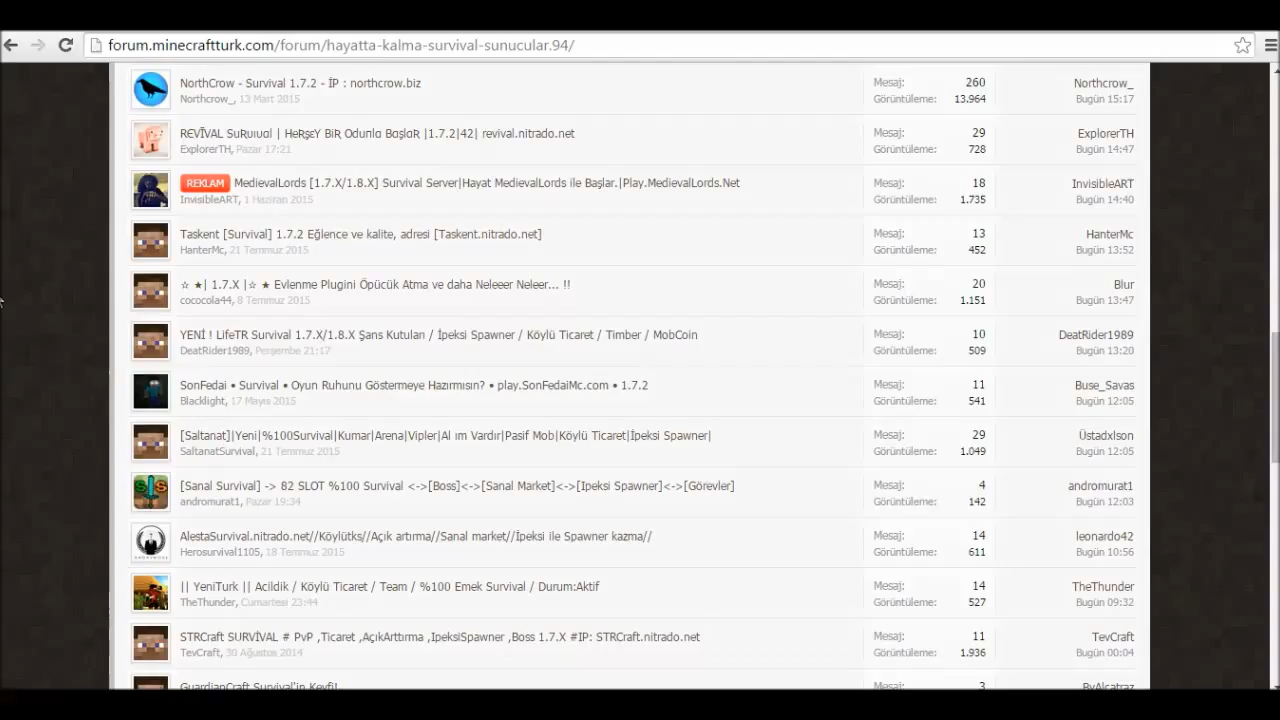 forum.minecraftturk.com/forum/hayatta-kalma-survival-sunucular.94/
NorthCrow - Survival 1.7.2 - İP : northcrow.biz
Northcrow_, 13 Mart 2015
Mesaj: 260
Görüntüleme: 13.964
Northcrow_
Bugün 15:17
REVİVAL SuRuıuɑl | HeRşeY BiR Odunlɑ BɑşlɑR |1.7.2|42| revival.nitrado.net
ExplorerTH, Pazar 17:21
Mesaj: 29
Görüntüleme: 728
ExplorerTH
Bugün 14:47
REKLAM MedievalLords [1.7.X/1.8.X] Survival Server|Hayat MedievalLords ile Başlar.|Play.MedievalLords.Net
InvisibleART, 1 Haziran 2015
Mesaj: 18
Görüntüleme: 1.735
InvisibleART
Bugün 14:40
Taskent [Survival] 1.7.2 Eğlence ve kalite, adresi [Taskent.nitrado.net]
HanterMc, 21 Temmuz 2015
Mesaj: 13
Görüntüleme: 452
HanterMc
Bugün 13:52
☆ ★| 1.7.X |☆ ★ Evlenme Plugini Öpücük Atma ve daha Neleeer Neleer... !!
cococola44, 8 Temmuz 2015
Mesaj: 20
Görüntüleme: 1.151
Blur
Bugün 13:47
YENİ ! LifeTR Survival 1.7.X/1.8.X Şans Kutuları / İpeksi Spawner / Köylü Ticaret / Timber / MobCoin
DeatRider1989, Perşembe 21:17
Mesaj: 10
Görüntüleme: 509
DeatRider1989
Bugün 13:20
SonFedai • Survival • Oyun Ruhunu Göstermeye Hazırmısın? • play.SonFedaiMc.com • 1.7.2
Blacklight, 17 Mayıs 2015
Mesaj: 11
Görüntüleme: 541
Buse_Savas
Bugün 12:05
[Saltanat]|Yeni|%100Survival|Kumar|Arena|Vipler|Al ım Vardır|Pasif Mob|Köylü Ticaret|İpeksi Spawner|
SaltanatSurvival, 21 Temmuz 2015
Mesaj: 29
Görüntüleme: 1.049
Üstadxlson
Bugün 12:05
[Sanal Survival] -> 82 SLOT %100 Survival <->[Boss]<->[Sanal Market]<->[İpeksi Spawner]<->[Görevler]
andromurat1, Pazar 19:34
Mesaj: 4
Görüntüleme: 142
andromurat1
Bugün 12:03
AlestaSurvival.nitrado.net//Köylütks//Açık artırma//Sanal market//İpeksi ile Spawner kazma//
Herosurvival1105, 18 Temmuz 2015
Mesaj: 14
Görüntüleme: 611
leonardo42
Bugün 10:56
|| YeniTurk || Acildik / Köylü Ticaret / Team / %100 Emek Survival / Durum:Aktif
TheThunder, Cumartesi 23:44
Mesaj: 14
Görüntüleme: 527
TheThunder
Bugün 09:32
STRCraft SURVİVAL # PvP ,Ticaret ,AçıkArttırma ,İpeksiSpawner ,Boss 1.7.X #IP: STRCraft.nitrado.net
TevCraft, 30 Ağustos 2014
Mesaj: 11
Görüntüleme: 1.936
TevCraft
Bugün 00:04
GuardianCraft Survival'in Keyfi!
Mesaj: 3
ByAlcatraz